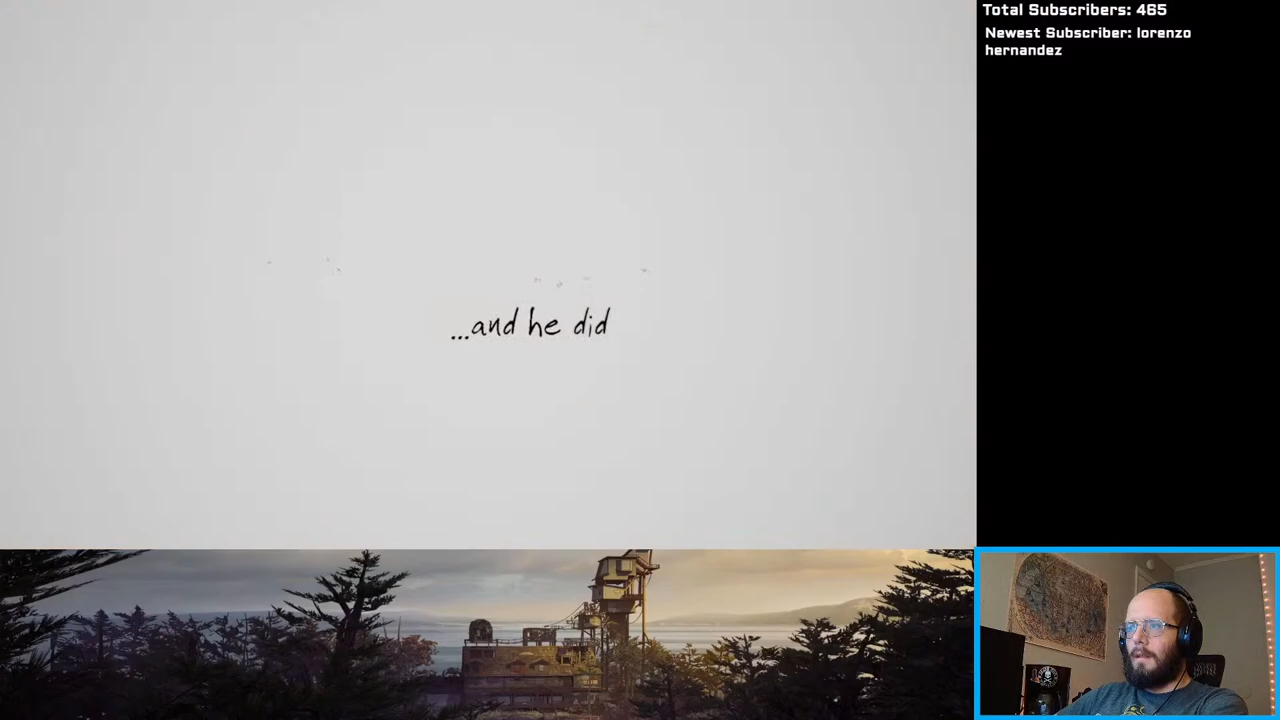 Total Subscribers: 465
Newest Subscriber: lorenzo
hernandez
...and he did